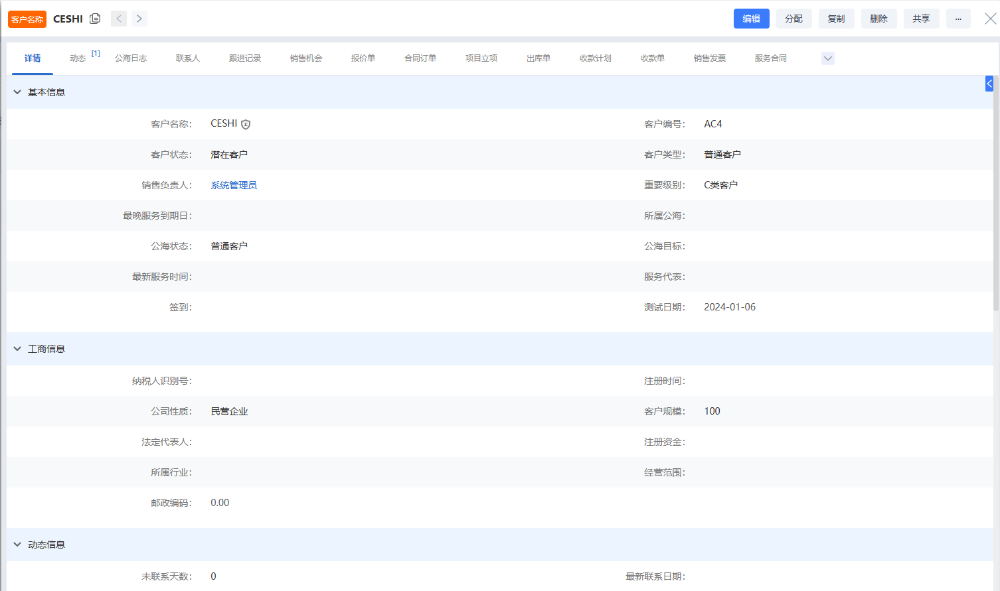 客户名称 CESHI 编辑 分配 复制 删除 共享 ...
详情 动态 [1] 公海日志 联系人 跟进记录 销售机会 报价单 合同订单 项目立项 出库单 收款计划 收款单 销售发票 服务合同
基本信息
客户名称： CESHI 客户编号： AC4
客户状态： 潜在客户 客户类型： 普通客户
销售负责人： 系统管理员 重要级别： C类客户
最晚服务到期日： 所属公海：
公海状态： 普通客户 公海目标：
最新服务时间： 服务代表：
签到： 测试日期： 2024-01-06
工商信息
纳税人识别号： 注册时间：
公司性质： 民营企业 客户规模： 100
法定代表人： 注册资金：
所属行业： 经营范围：
邮政编码： 0.00
动态信息
未联系天数： 0 最新联系日期：